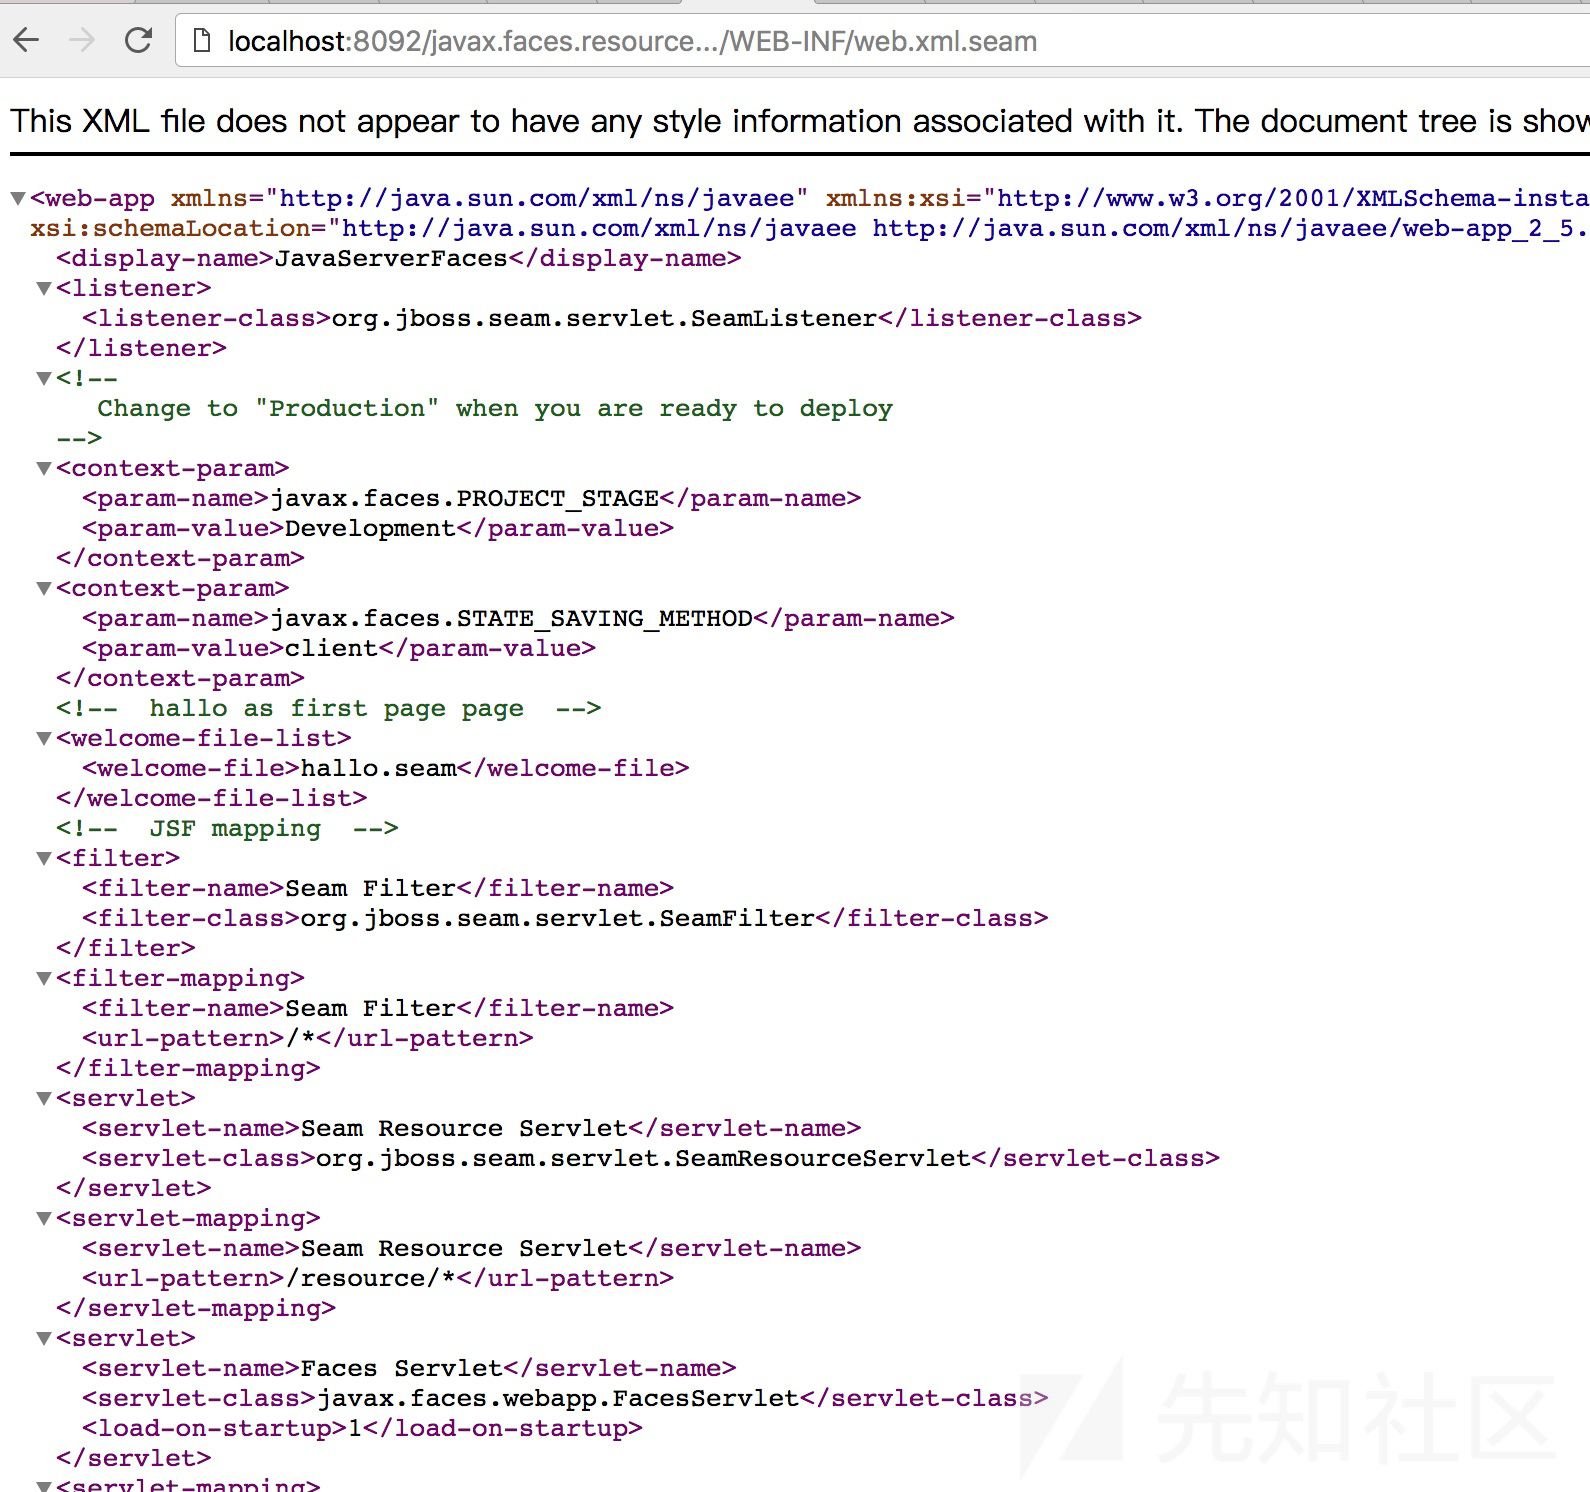 localhost:8092/javax.faces.resource.../WEB-INF/web.xml.seam
This XML file does not appear to have any style information associated with it. The document tree is
<web-app xmlns="http://java.sun.com/xml/ns/javaee" xmlns:xsi="http://www.w3.org/2001/XMLSchema-insta
xsi:schemaLocation="http://java.sun.com/xml/ns/javaee http://java.sun.com/xml/ns/javaee/web-app_2_5.
<display-name>JavaServerFaces</display-name>
<listener>
<listener-class>org.jboss.seam.servlet.SeamListener</listener-class>
</listener>
<!--
Change to "Production" when you are ready to deploy
-->
<context-param>
<param-name>javax.faces.PROJECT_STAGE</param-name>
<param-value>Development</param-value>
</context-param>
<context-param>
<param-name>javax.faces.STATE_SAVING_METHOD</param-name>
<param-value>client</param-value>
</context-param>
<!-- hallo as first page page -->
<welcome-file-list>
<welcome-file>hallo.seam</welcome-file>
</welcome-file-list>
<!-- JSF mapping -->
<filter>
<filter-name>Seam Filter</filter-name>
<filter-class>org.jboss.seam.servlet.SeamFilter</filter-class>
</filter>
<filter-mapping>
<filter-name>Seam Filter</filter-name>
<url-pattern>/*</url-pattern>
</filter-mapping>
<servlet>
<servlet-name>Seam Resource Servlet</servlet-name>
<servlet-class>org.jboss.seam.servlet.SeamResourceServlet</servlet-class>
</servlet>
<servlet-mapping>
<servlet-name>Seam Resource Servlet</servlet-name>
<url-pattern>/resource/*</url-pattern>
</servlet-mapping>
<servlet>
<servlet-name>Faces Servlet</servlet-name>
<servlet-class>javax.faces.webapp.FacesServlet</servlet-class>
<load-on-startup>1</load-on-startup>
</servlet>
<servlet-mapping>
先知社区